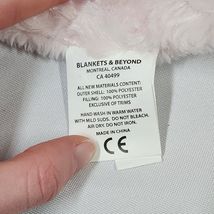 BLANKETS & BEYOND
MONTREAL, CANADA
CA 40499
ALL NEW MATERIALS CONTENT:
OUTER SHELL: 100% POLYESTER
FILLING: 100% POLYESTER
EXCLUSIVE OF TRIMS
HAND WASH IN WARM WATER
WITH MILD SUDS. DO NOT BLEACH.
AIR DRY. DO NOT IRON.
MADE IN CHINA
CE